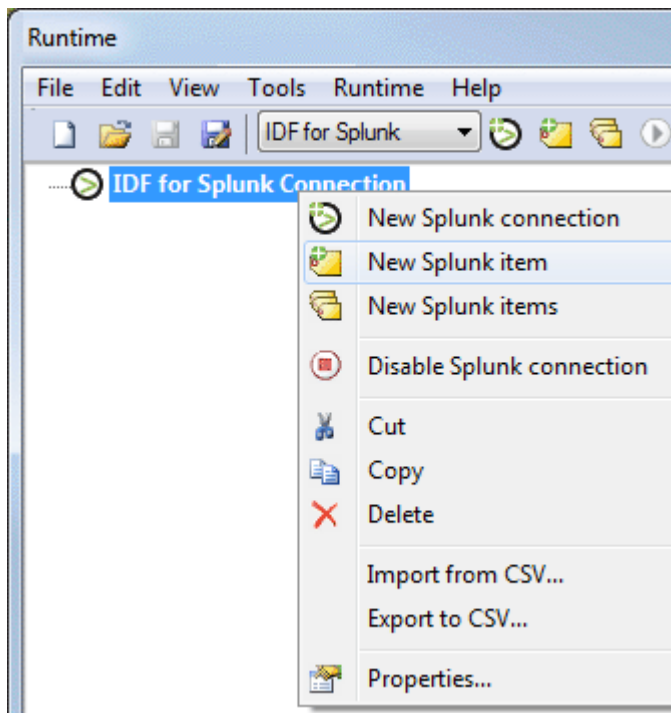 Runtime
File Edit View Tools Runtime Help
IDF for Splunk
IDF for Splunk Connection
New Splunk connection
New Splunk item
New Splunk items
Disable Splunk connection
Cut
Copy
Delete
Import from CSV...
Export to CSV...
Properties...